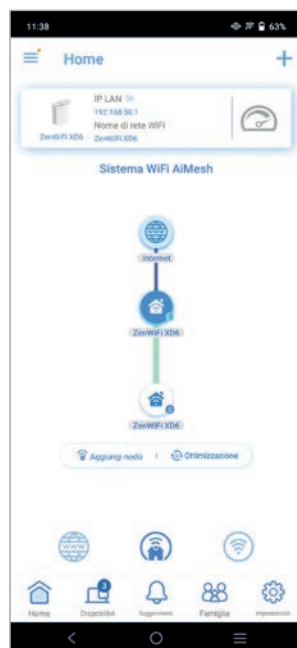 11:38
63%
Home
IP LAN
192.168.50.1
Nome di rete WiFi
ZenWiFi XD6
ZenWiFi XD6
Sistema WiFi AiMesh
Internet
ZenWiFi XD6
ZenWiFi XD6
Aggiungi nodo
Ottimizzazione
www
3
Home
Dispositivi
Suggerimenti
Famiglia
Impostazioni